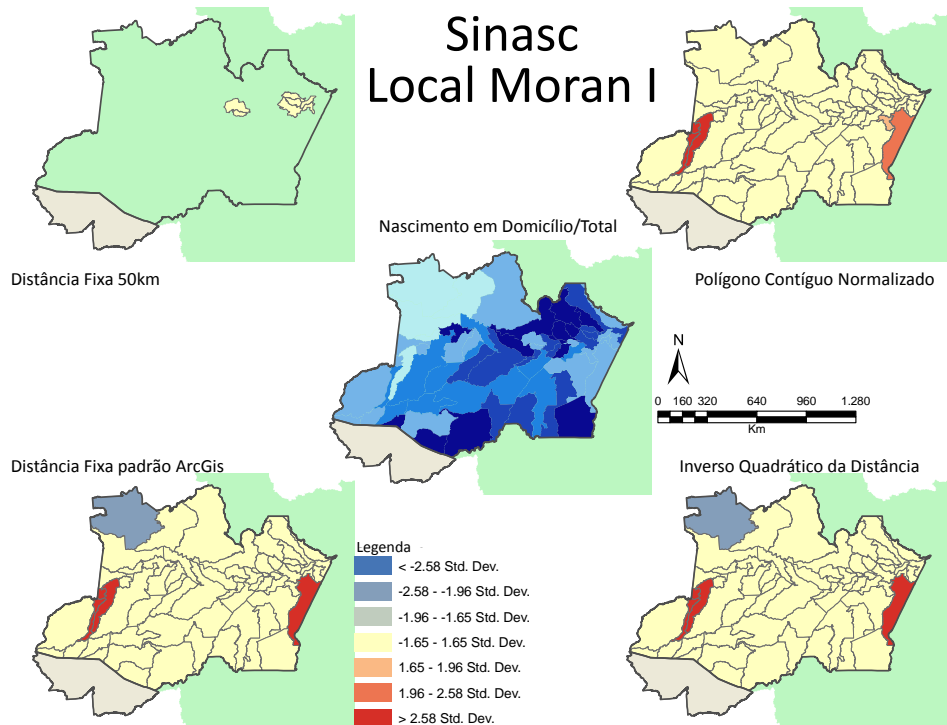 Sinasc
Local Moran I
Nascimento em Domicílio/Total
Distância Fixa 50km
Polígono Contíguo Normalizado
N
0 160 320 640 960 1.280
Km
Distância Fixa padrão ArcGis
Inverso Quadrático da Distância
Legenda
< -2.58 Std. Dev.
-2.58 - -1.96 Std. Dev.
-1.96 - -1.65 Std. Dev.
-1.65 - 1.65 Std. Dev.
1.65 - 1.96 Std. Dev.
1.96 - 2.58 Std. Dev.
> 2.58 Std. Dev.